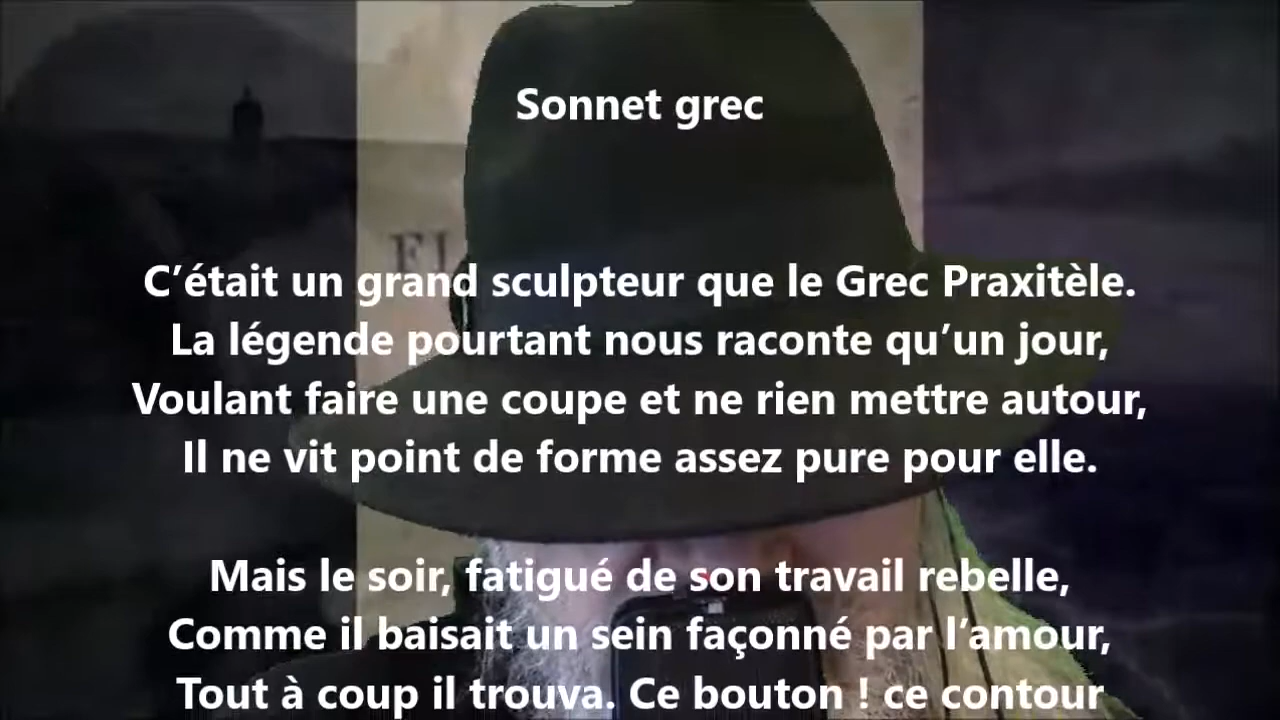 Sonnet grec
FI
C’était un grand sculpteur que le Grec Praxitèle.
La légende pourtant nous raconte qu’un jour,
Voulant faire une coupe et ne rien mettre autour,
Il ne vit point de forme assez pure pour elle.
Mais le soir, fatigué de son travail rebelle,
Comme il baisait un sein façonné par l’amour,
Tout à coup il trouva. Ce bouton ! ce contour